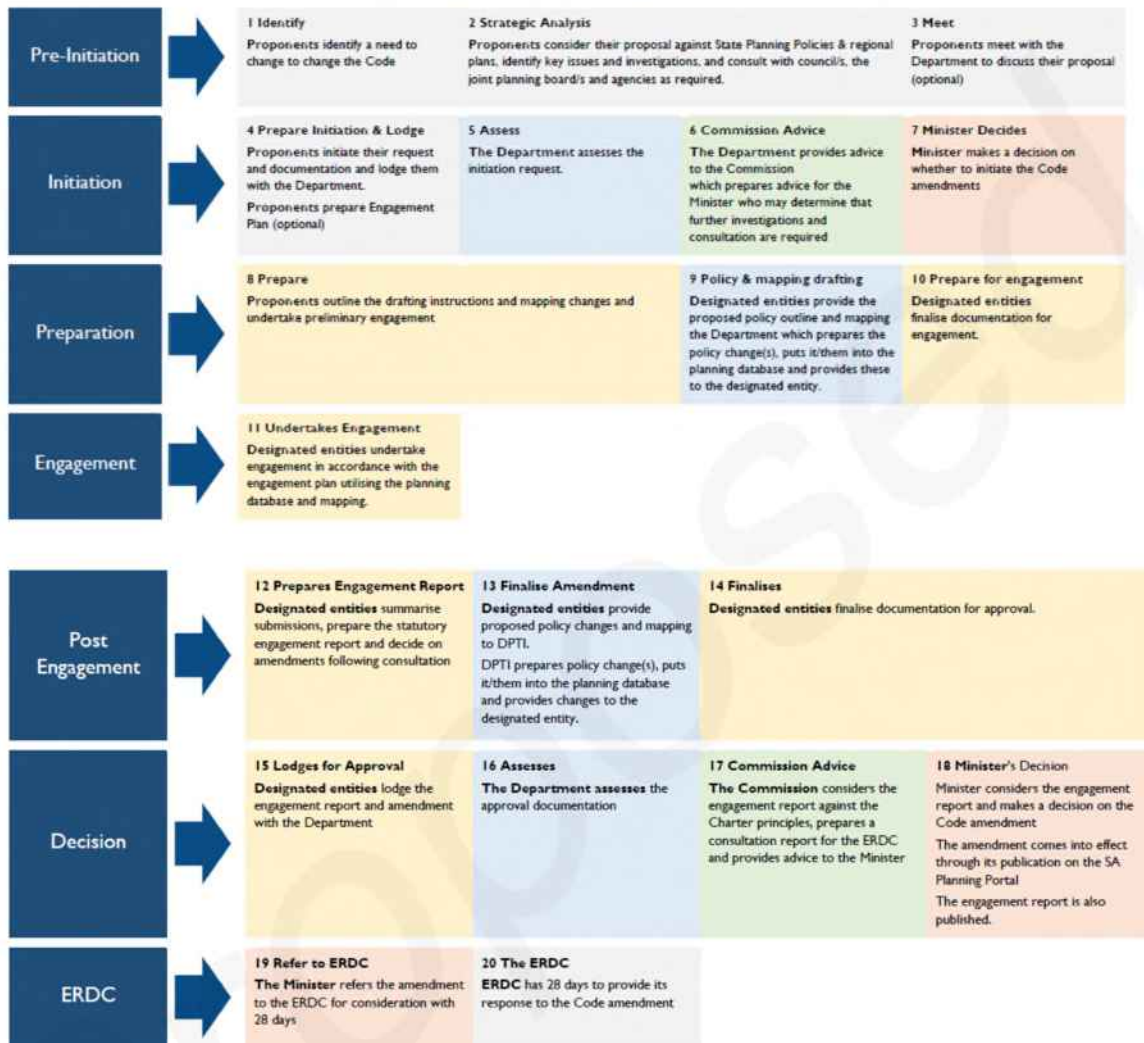 Pre-Initiation
1 Identify
Proponents identify a need to
change to change the Code
2 Strategic Analysis
Proponents consider their proposal against State Planning Policies & regional
plans, identify key issues and investigations, and consult with council/s, the
joint planning board/s and agencies as required.
3 Meet
Proponents meet with the
Department to discuss their proposal
(optional)
Initiation
4 Prepare Initiation & Lodge
Proponents initiate their request
and documentation and lodge them
with the Department.
Proponents prepare Engagement
Plan (optional)
5 Assess
The Department assesses the
initiation request.
6 Commission Advice
The Department provides advice
to the Commission
which prepares advice for the
Minister who may determine that
further investigations and
consultation are required
7 Minister Decides
Minister makes a decision on
whether to initiate the Code
amendments
Preparation
8 Prepare
Proponents outline the drafting instructions and mapping changes and
undertake preliminary engagement
9 Policy & mapping drafting
Designated entities provide the
proposed policy outline and mapping
the Department which prepares the
policy change(s), puts it/them into the
planning database and provides these
to the designated entity.
10 Prepare for engagement
Designated entities
finalise documentation for
engagement.
Engagement
11 Undertakes Engagement
Designated entities undertake
engagement in accordance with the
engagement plan utilising the planning
database and mapping.
Post
Engagement
12 Prepares Engagement Report
Designated entities summarise
submissions, prepare the statutory
engagement report and decide on
amendments following consultation
13 Finalise Amendment
Designated entities provide
proposed policy changes and mapping
to DPTI.
DPTI prepares policy change(s), puts
it/them into the planning database
and provides changes to the
designated entity.
14 Finalises
Designated entities finalise documentation for approval.
Decision
15 Lodges for Approval
Designated entities lodge the
engagement report and amendment
with the Department
16 Assesses
The Department assesses the
approval documentation
17 Commission Advice
The Commission considers the
engagement report against the
Charter principles, prepares a
consultation report for the ERDC
and provides advice to the Minister
18 Minister's Decision
Minister considers the engagement
report and makes a decision on the
Code amendment
The amendment comes into effect
through its publication on the SA
Planning Portal
The engagement report is also
published.
ERDC
19 Refer to ERDC
The Minister refers the amendment
to the ERDC for consideration with
28 days
20 The ERDC
ERDC has 28 days to provide its
response to the Code amendment